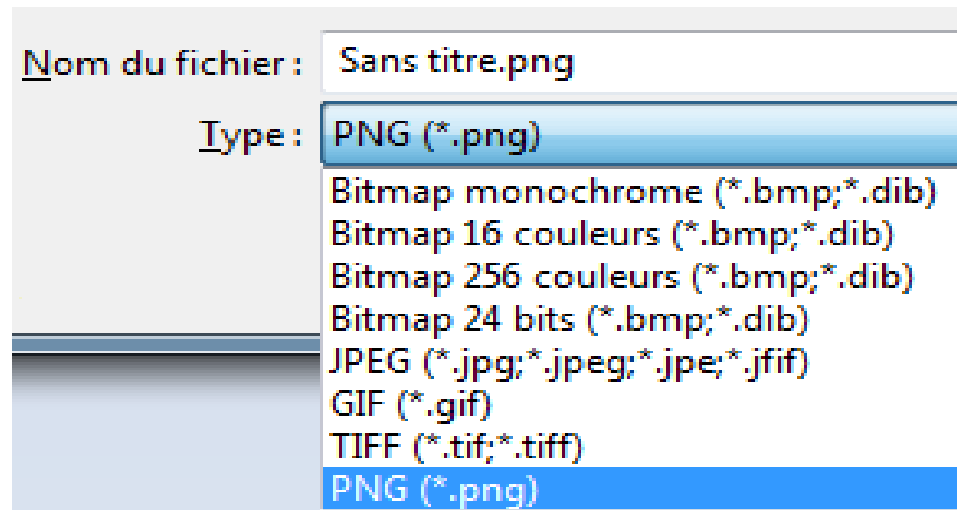 Nom du fichier : Sans titre.png
Type : PNG (*.png)
Bitmap monochrome (*.bmp;*.dib)
Bitmap 16 couleurs (*.bmp;*.dib)
Bitmap 256 couleurs (*.bmp;*.dib)
Bitmap 24 bits (*.bmp;*.dib)
JPEG (*.jpg;*.jpeg;*.jpe;*.jfif)
GIF (*.gif)
TIFF (*.tif;*.tiff)
PNG (*.png)